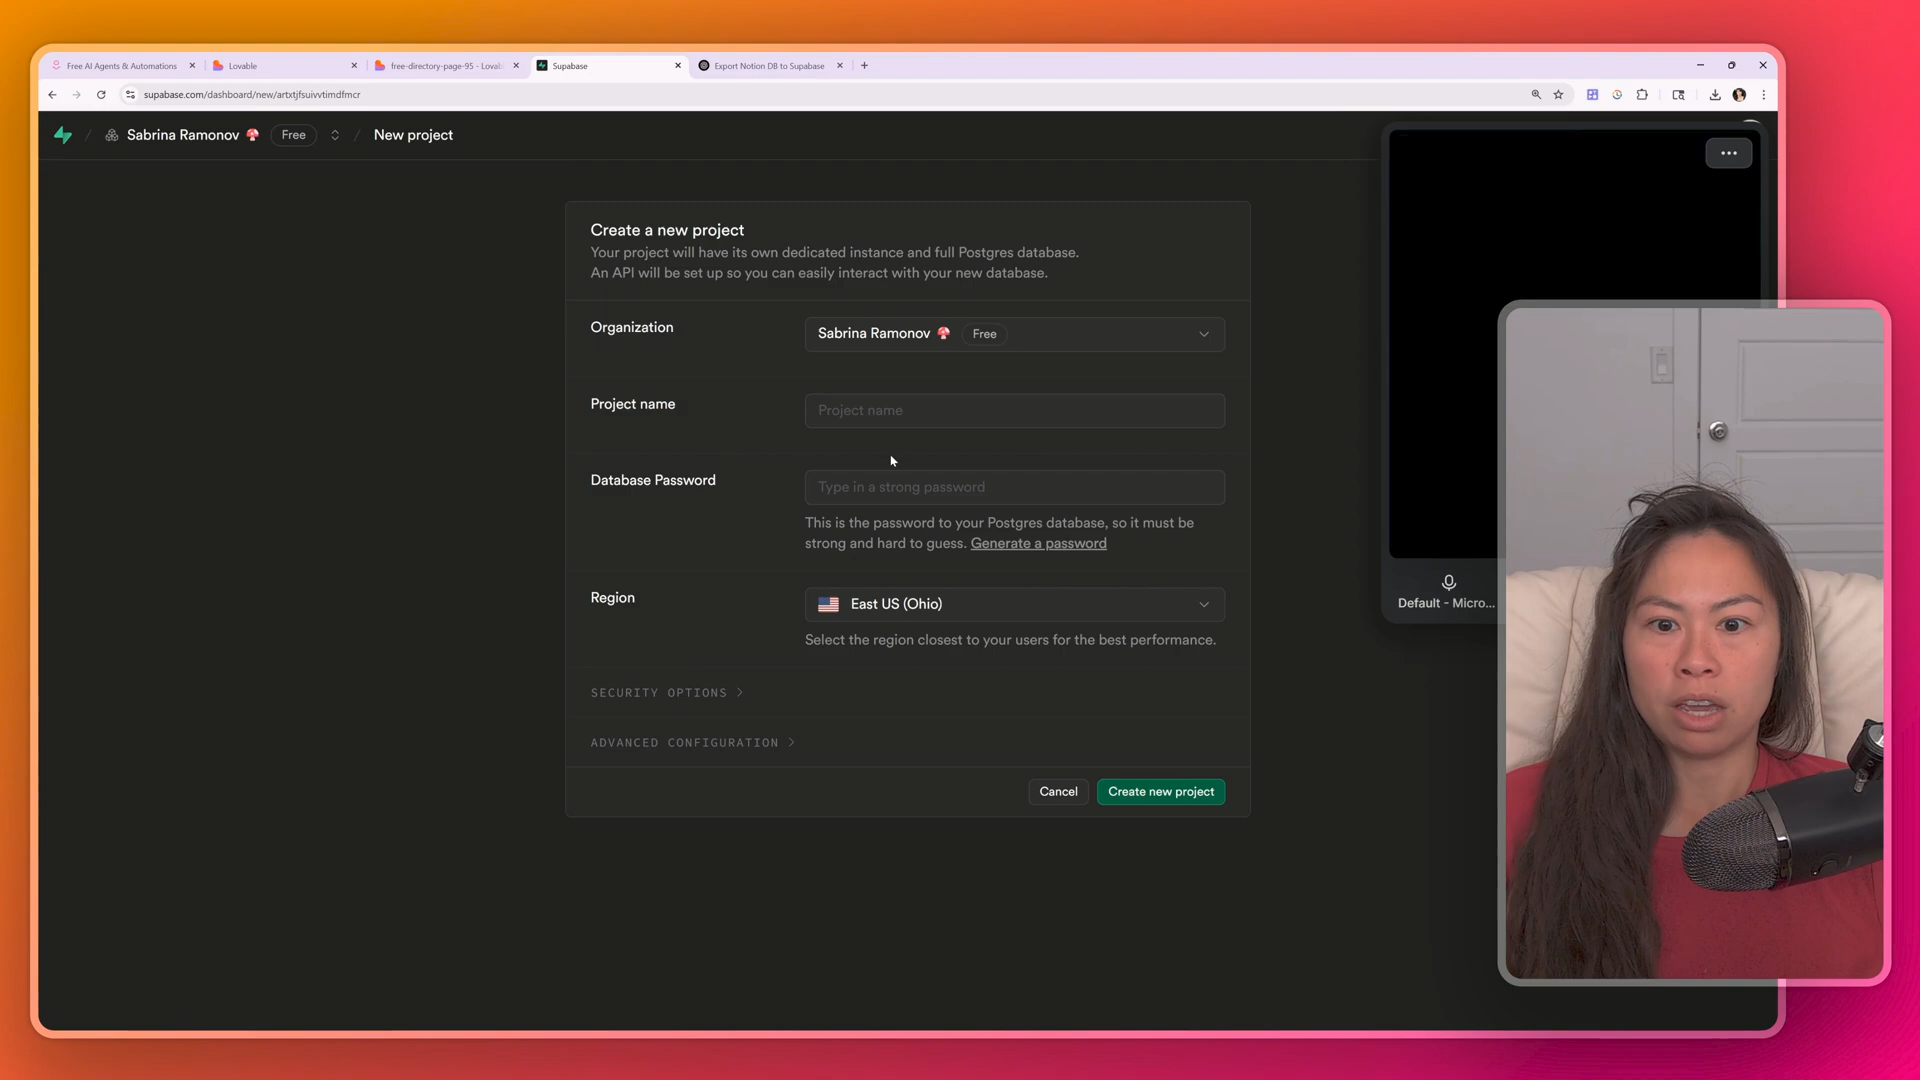 Free AI Agents & Automations
Lovable
free-directory-page-95 - Lovab
Supabase
Export Notion DB to Supabase
supabase.com/dashboard/new/artxtjfsuivvtimdfmcr
Sabrina Ramonov
Free
New project
Create a new project
Your project will have its own dedicated instance and full Postgres database.
An API will be set up so you can easily interact with your new database.
Organization
Sabrina Ramonov
Free
Project name
Project name
Database Password
Type in a strong password
This is the password to your Postgres database, so it must be
strong and hard to guess. Generate a password
Region
East US (Ohio)
Select the region closest to your users for the best performance.
SECURITY OPTIONS
ADVANCED CONFIGURATION
Cancel
Create new project
Default - Micro...